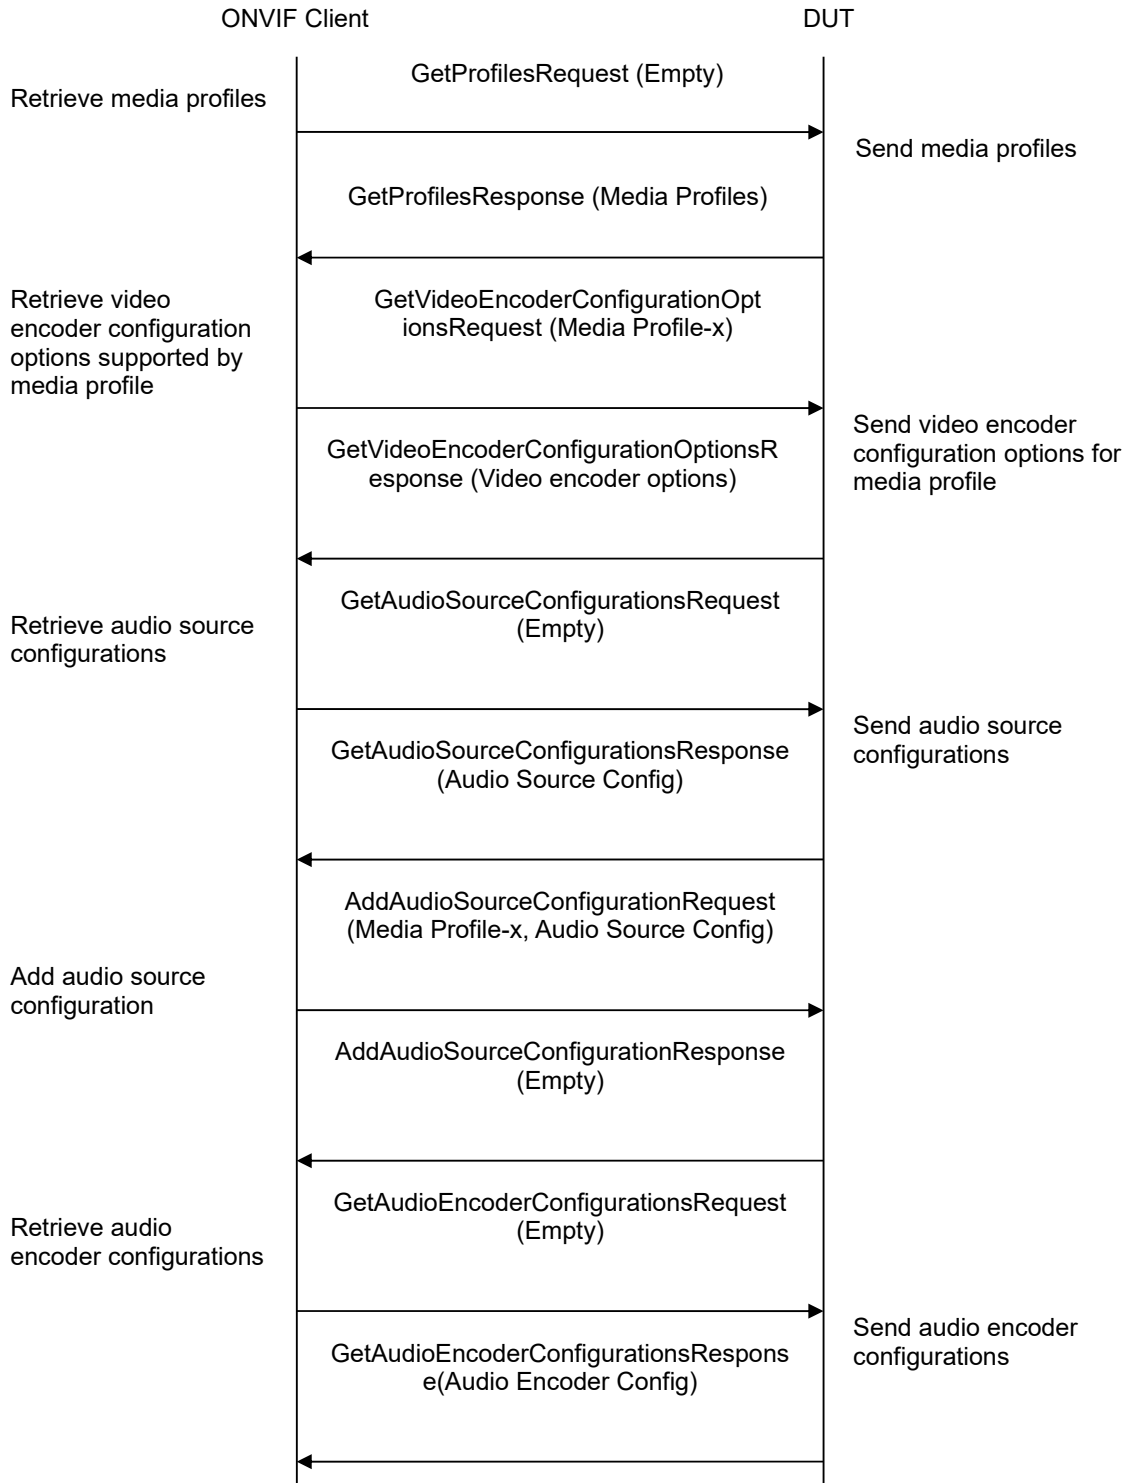 ONVIF Client
DUT
GetProfilesRequest (Empty)
Retrieve media profiles
Send media profiles
GetProfilesResponse (Media Profiles)
Retrieve video
encoder configuration
options supported by
media profile
GetVideoEncoderConfigurationOpt
ionsRequest (Media Profile-x)
Send video encoder
configuration options for
media profile
GetVideoEncoderConfigurationOptionsR
esponse (Video encoder options)
GetAudioSourceConfigurationsRequest
(Empty)
Retrieve audio source
configurations
Send audio source
configurations
GetAudioSourceConfigurationsResponse
(Audio Source Config)
AddAudioSourceConfigurationRequest
(Media Profile-x, Audio Source Config)
Add audio source
configuration
AddAudioSourceConfigurationResponse
(Empty)
GetAudioEncoderConfigurationsRequest
(Empty)
Retrieve audio
encoder configurations
Send audio encoder
configurations
GetAudioEncoderConfigurationsRespons
e(Audio Encoder Config)